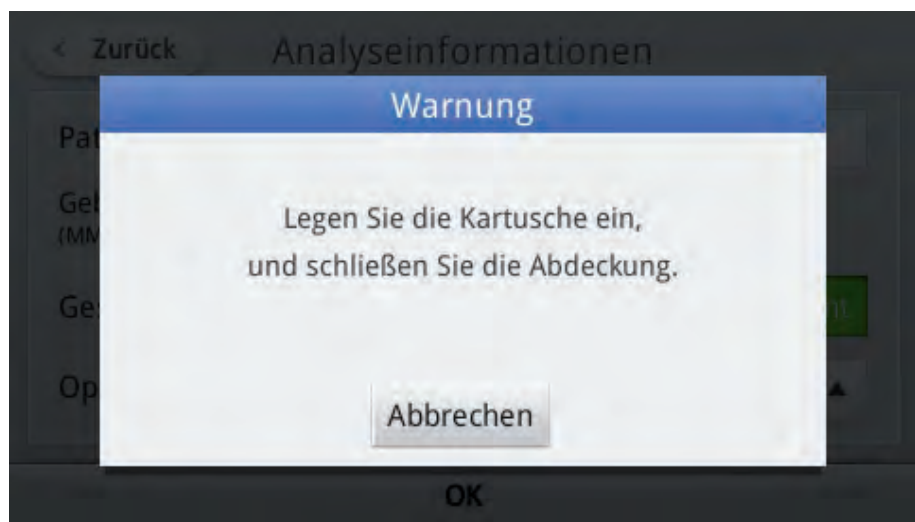 < Zurück Analyseinformationen
Warnung
Legen Sie die Kartusche ein,
und schließen Sie die Abdeckung.
Abbrechen
OK